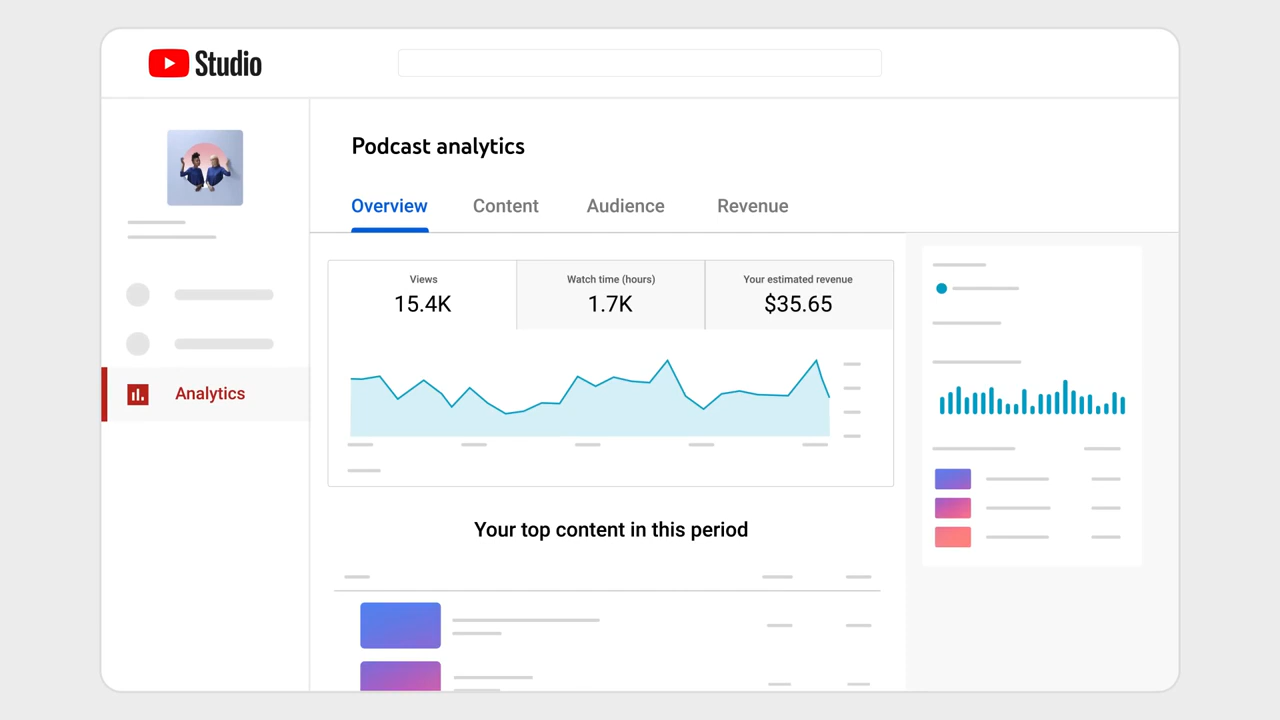 Studio
Podcast analytics
Overview Content Audience Revenue
Views Watch time (hours) Your estimated revenue
15.4K 1.7K $35.65
Analytics
Your top content in this period